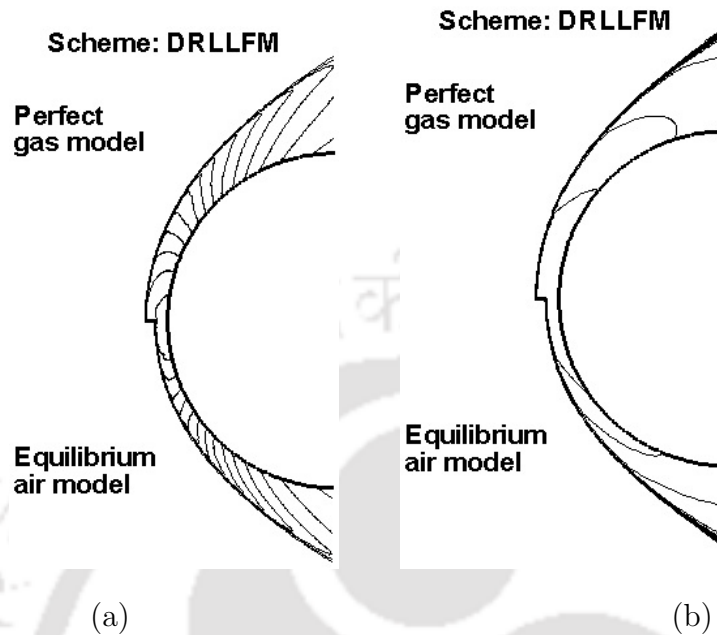 Scheme: DRLLFM
Perfect
gas model
Equilibrium
air model
(a)
Scheme: DRLLFM
Perfect
gas model
Equilibrium
air model
(b)